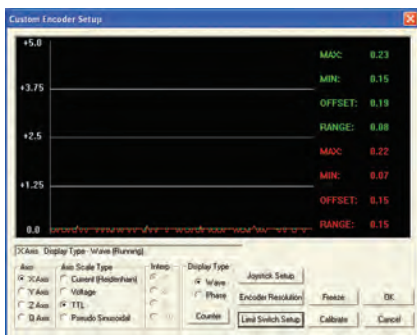 Custom Encoder Setup
+5.0
MAX: 0.23
+3.75
MIN: 0.15
OFFSET: 0.19
+2.5
RANGE: 0.08
MAX: 0.22
MIN: 0.07
+1.25
OFFSET: 0.15
RANGE: 0.15
0.0
X Axis Display Type - Wave (Running)
Axis
Axis Scale Type
Interp
Display Type
X Axis
Current (Heidenhain)
Wave
Joystick Setup
Y Axis
Voltage
Phase
Encoder Resolution
Freeze
OK
Z Axis
TTL
Q Axis
Pseudo Sinusoidal
Counter
Limit Switch Setup
Calibrate
Cancel